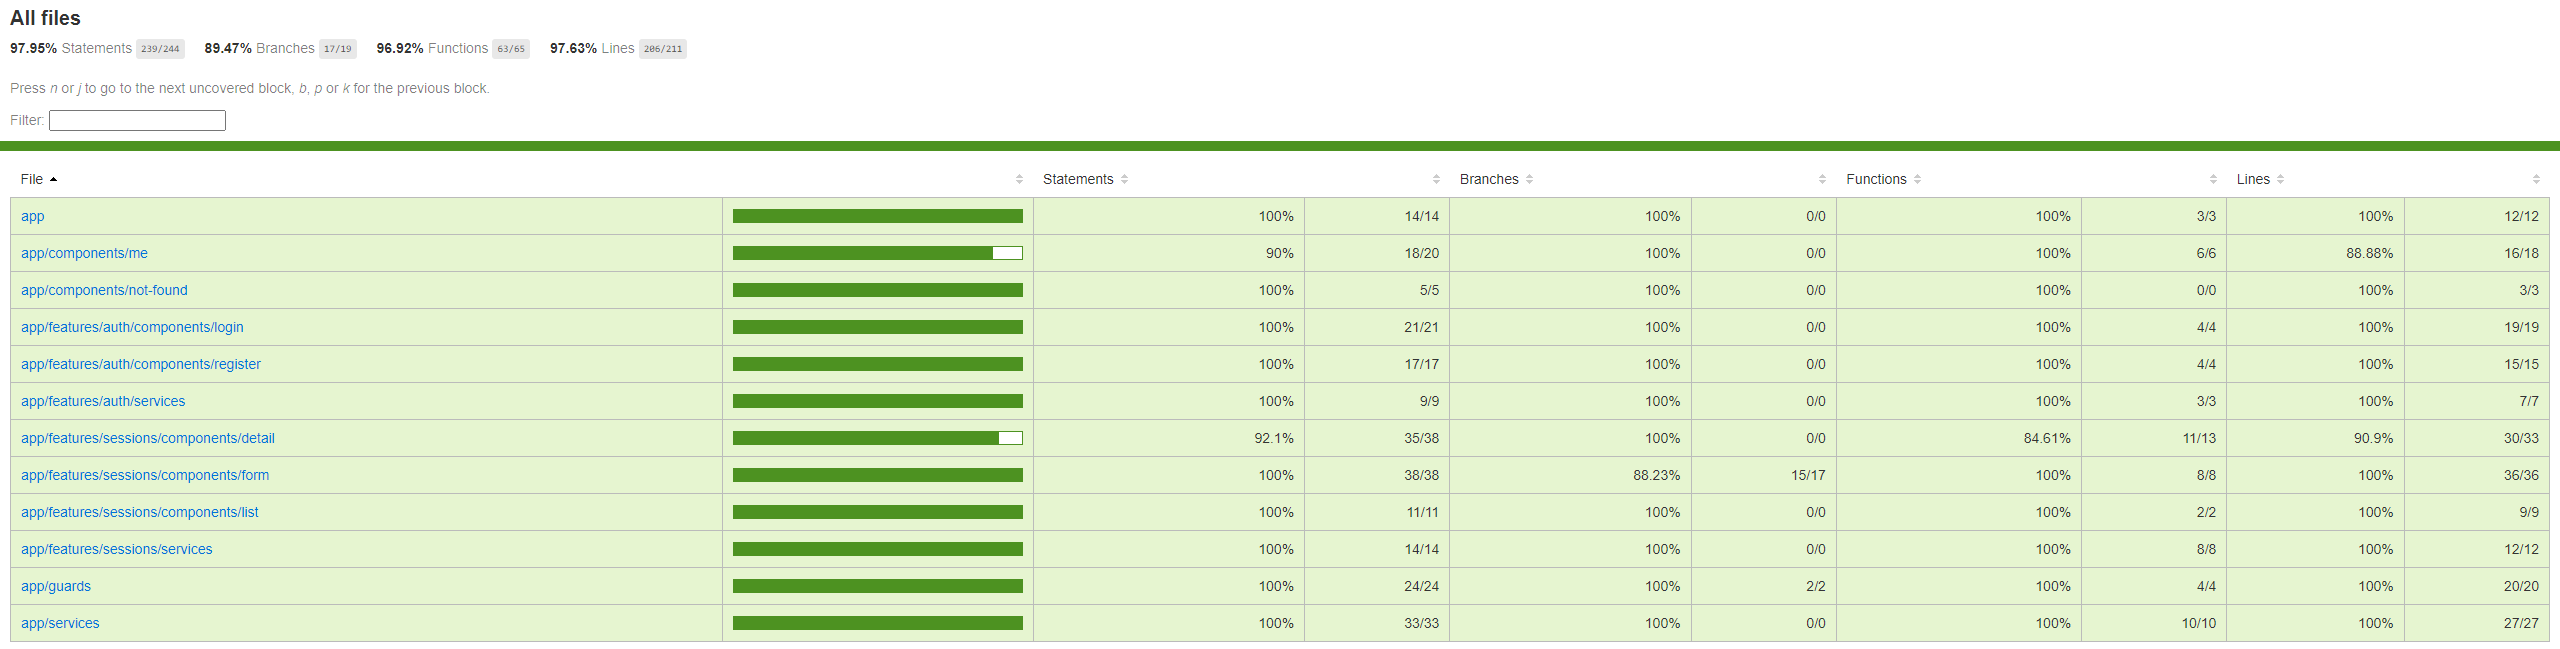 All files
97.95% Statements 239/244 89.47% Branches 17/19 96.92% Functions 63/65 97.63% Lines 206/211
Press n or j to go to the next uncovered block, b, p or k for the previous block.
Filter:
File Statements Branches Functions Lines
app 100% 14/14 100% 0/0 100% 3/3 100% 12/12
app/components/me 90% 18/20 100% 0/0 100% 6/6 88.88% 16/18
app/components/not-found 100% 5/5 100% 0/0 100% 0/0 100% 3/3
app/features/auth/components/login 100% 21/21 100% 0/0 100% 4/4 100% 19/19
app/features/auth/components/register 100% 17/17 100% 0/0 100% 4/4 100% 15/15
app/features/auth/services 100% 9/9 100% 0/0 100% 3/3 100% 7/7
app/features/sessions/components/detail 92.1% 35/38 100% 0/0 84.61% 11/13 90.9% 30/33
app/features/sessions/components/form 100% 38/38 88.23% 15/17 100% 8/8 100% 36/36
app/features/sessions/components/list 100% 11/11 100% 0/0 100% 2/2 100% 9/9
app/features/sessions/services 100% 14/14 100% 0/0 100% 8/8 100% 12/12
app/guards 100% 24/24 100% 2/2 100% 4/4 100% 20/20
app/services 100% 33/33 100% 0/0 100% 10/10 100% 27/27